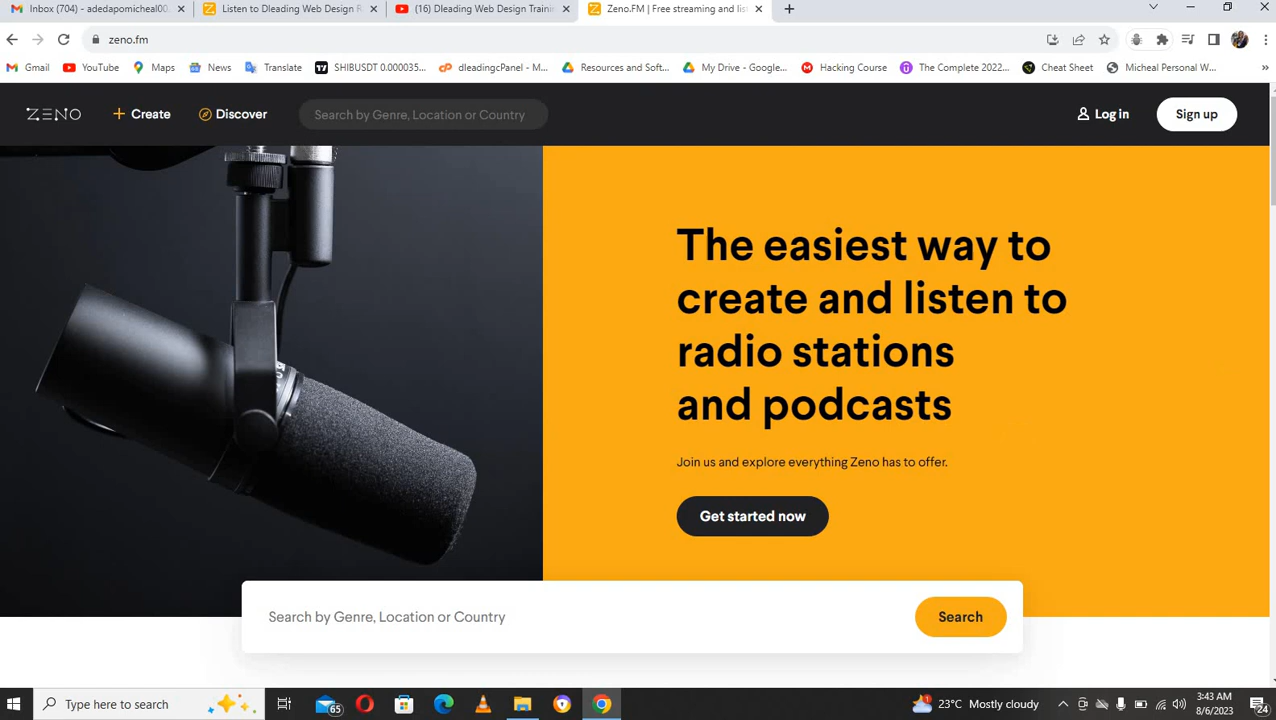 Inbox (704) - adedapomicheal00
Listen to Dleading Web Design R
(16) Dleading Web Design Trainin
Zeno.FM | Free streaming and lis
zeno.fm
Gmail
YouTube
Maps
News
Translate
SHIBUSDT 0.000035...
dleadingcPanel - M...
Resources and Soft...
My Drive - Google...
Hacking Course
The Complete 2022...
Cheat Sheet
Micheal Personal W...
»
ZENO
+ Create
Discover
Search by Genre, Location or Country
Log in
Sign up
The easiest way to
create and listen to
radio stations
and podcasts
Join us and explore everything Zeno has to offer.
Get started now
Search by Genre, Location or Country
Search
Type here to search
65
1
23°C Mostly cloudy
3:43 AM
8/6/2023
24